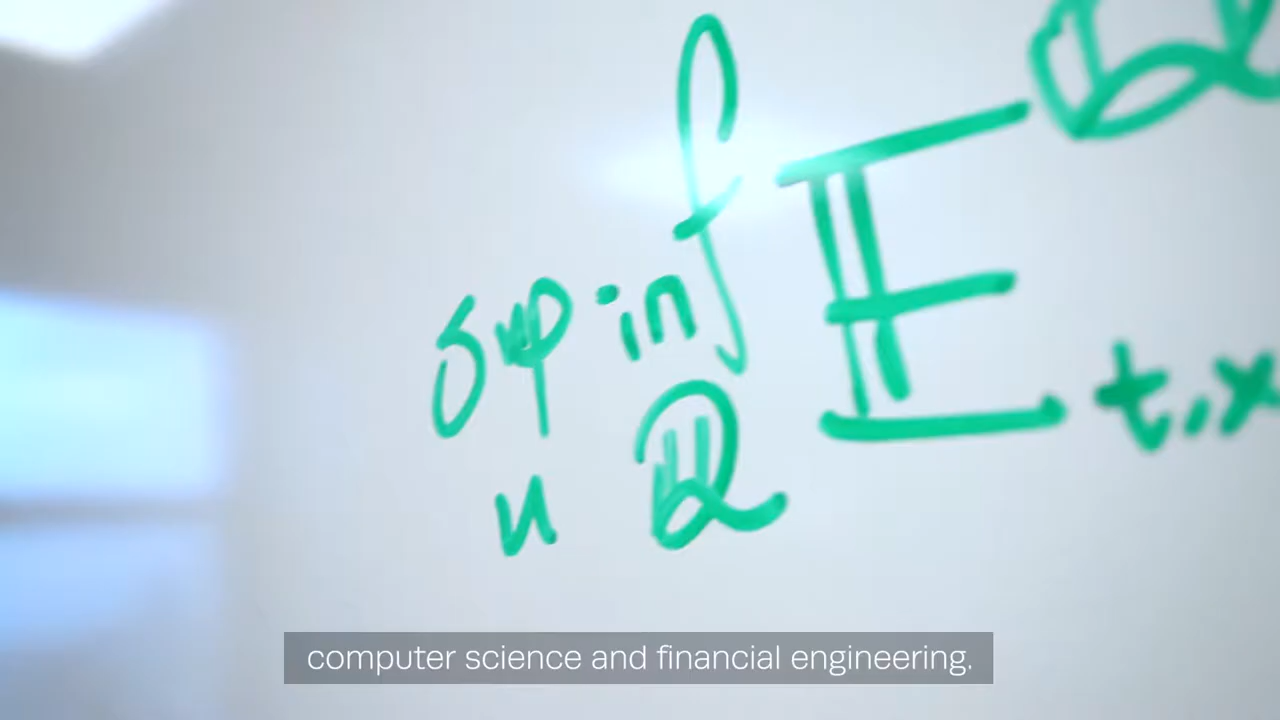 sup inf 𝔼
u ℚ t,x
computer science and financial engineering.